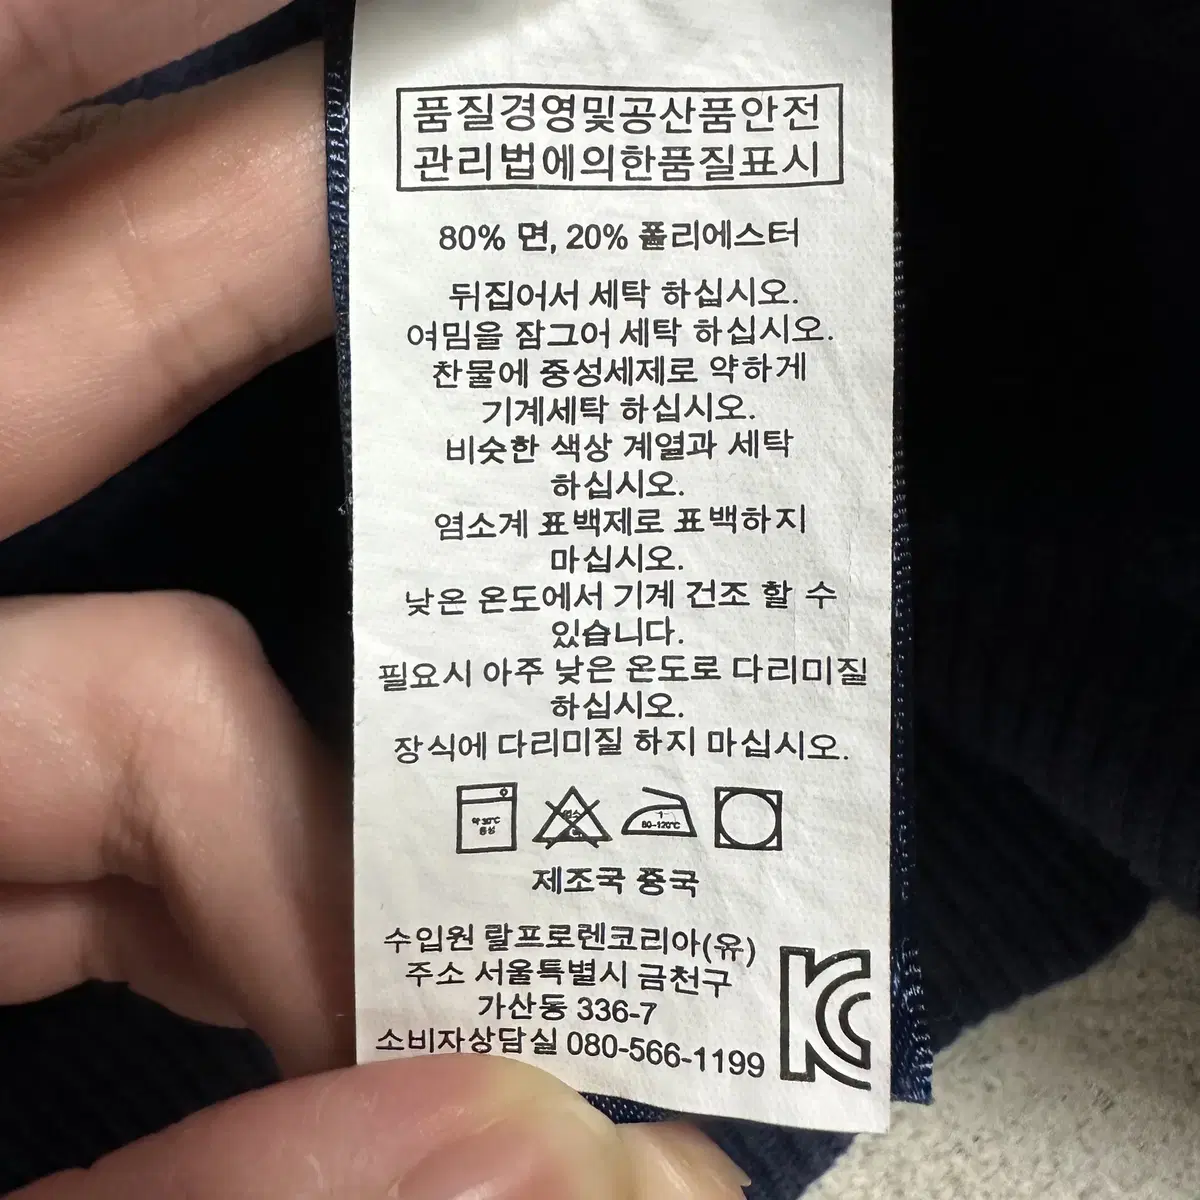 품질경영및공산품안전
관리법에의한품질표시
80% 면, 20% 폴리에스터
뒤집어서 세탁 하십시오.
여밈을 잠그어 세탁 하십시오.
찬물에 중성세제로 약하게
기계세탁 하십시오.
비슷한 색상 계열과 세탁
하십시오.
염소계 표백제로 표백하지
마십시오.
낮은 온도에서 기계 건조 할 수
있습니다.
필요시 아주 낮은 온도로 다리미질
하십시오.
장식에 다리미질 하지 마십시오.
약 30℃
중성
1
80-120℃
제조국 중국
수입원 랄프로렌코리아(유)
주소 서울특별시 금천구
가산동 336-7
소비자상담실 080-566-1199
KC